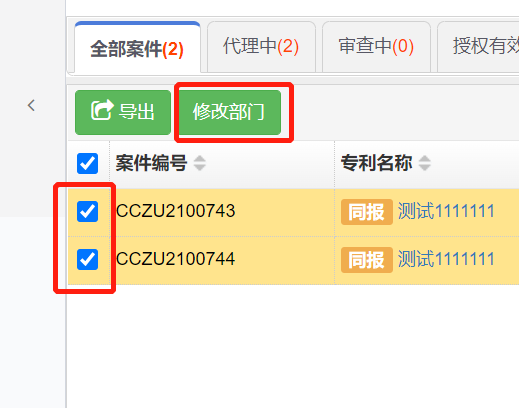 全部案件(2) 代理中(2) 审查中(0) 授权有效
导出 修改部门
案件编号 专利名称
CCZU2100743 同报 测试1111111
CCZU2100744 同报 测试1111111